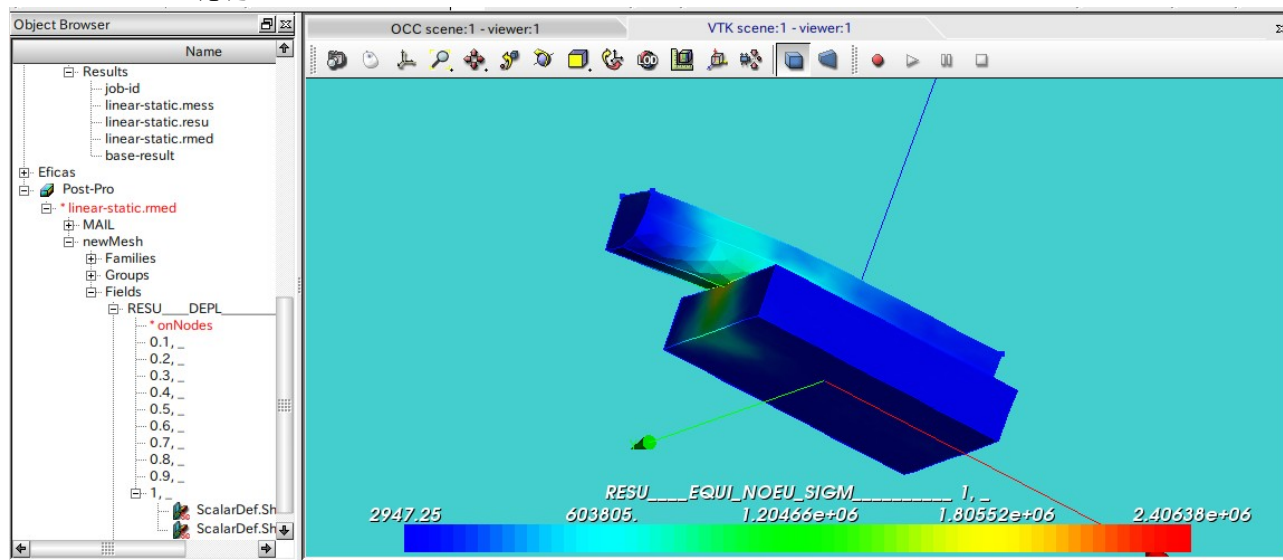 Object Browser
OCC scene:1 - viewer:1
VTK scene:1 - viewer:1
Name
Results
job-id
linear-static.mess
linear-static.resu
linear-static.rmed
base-result
Eficas
Post-Pro
* linear-static.rmed
MAIL
newMesh
Families
Groups
Fields
RESU____DEPL________
* onNodes
0.1, _
0.2, _
0.3, _
0.4, _
0.5, _
0.6, _
0.7, _
0.8, _
0.9, _
1, _
ScalarDef.Sh
ScalarDef.Sh
LOD
RESU____EQUI_NOEU_SIGM__________ 1, _
2947.25 603805. 1.20466e+06 1.80552e+06 2.40638e+06